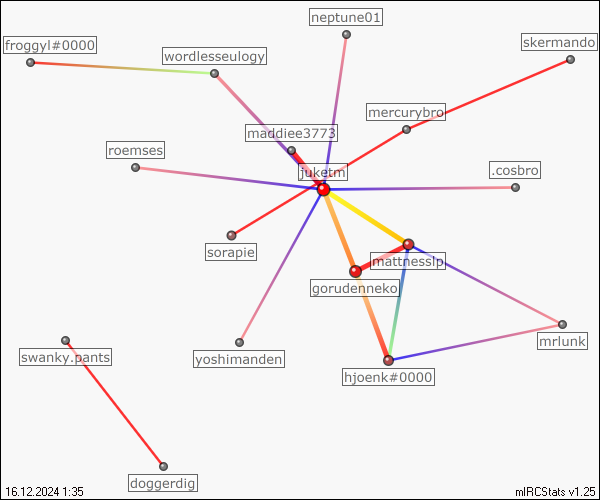 neptune01
froggyl#0000
wordlesseulogy
skermando
mercurybro
maddiee3773
roemses
juketm
.cosbro
sorapie
mattnesslp
gorudenneko
mrlunk
swanky.pants
yoshimanden
hjoenk#0000
doggerdig
16.12.2024 1:35
mIRCStats v1.25